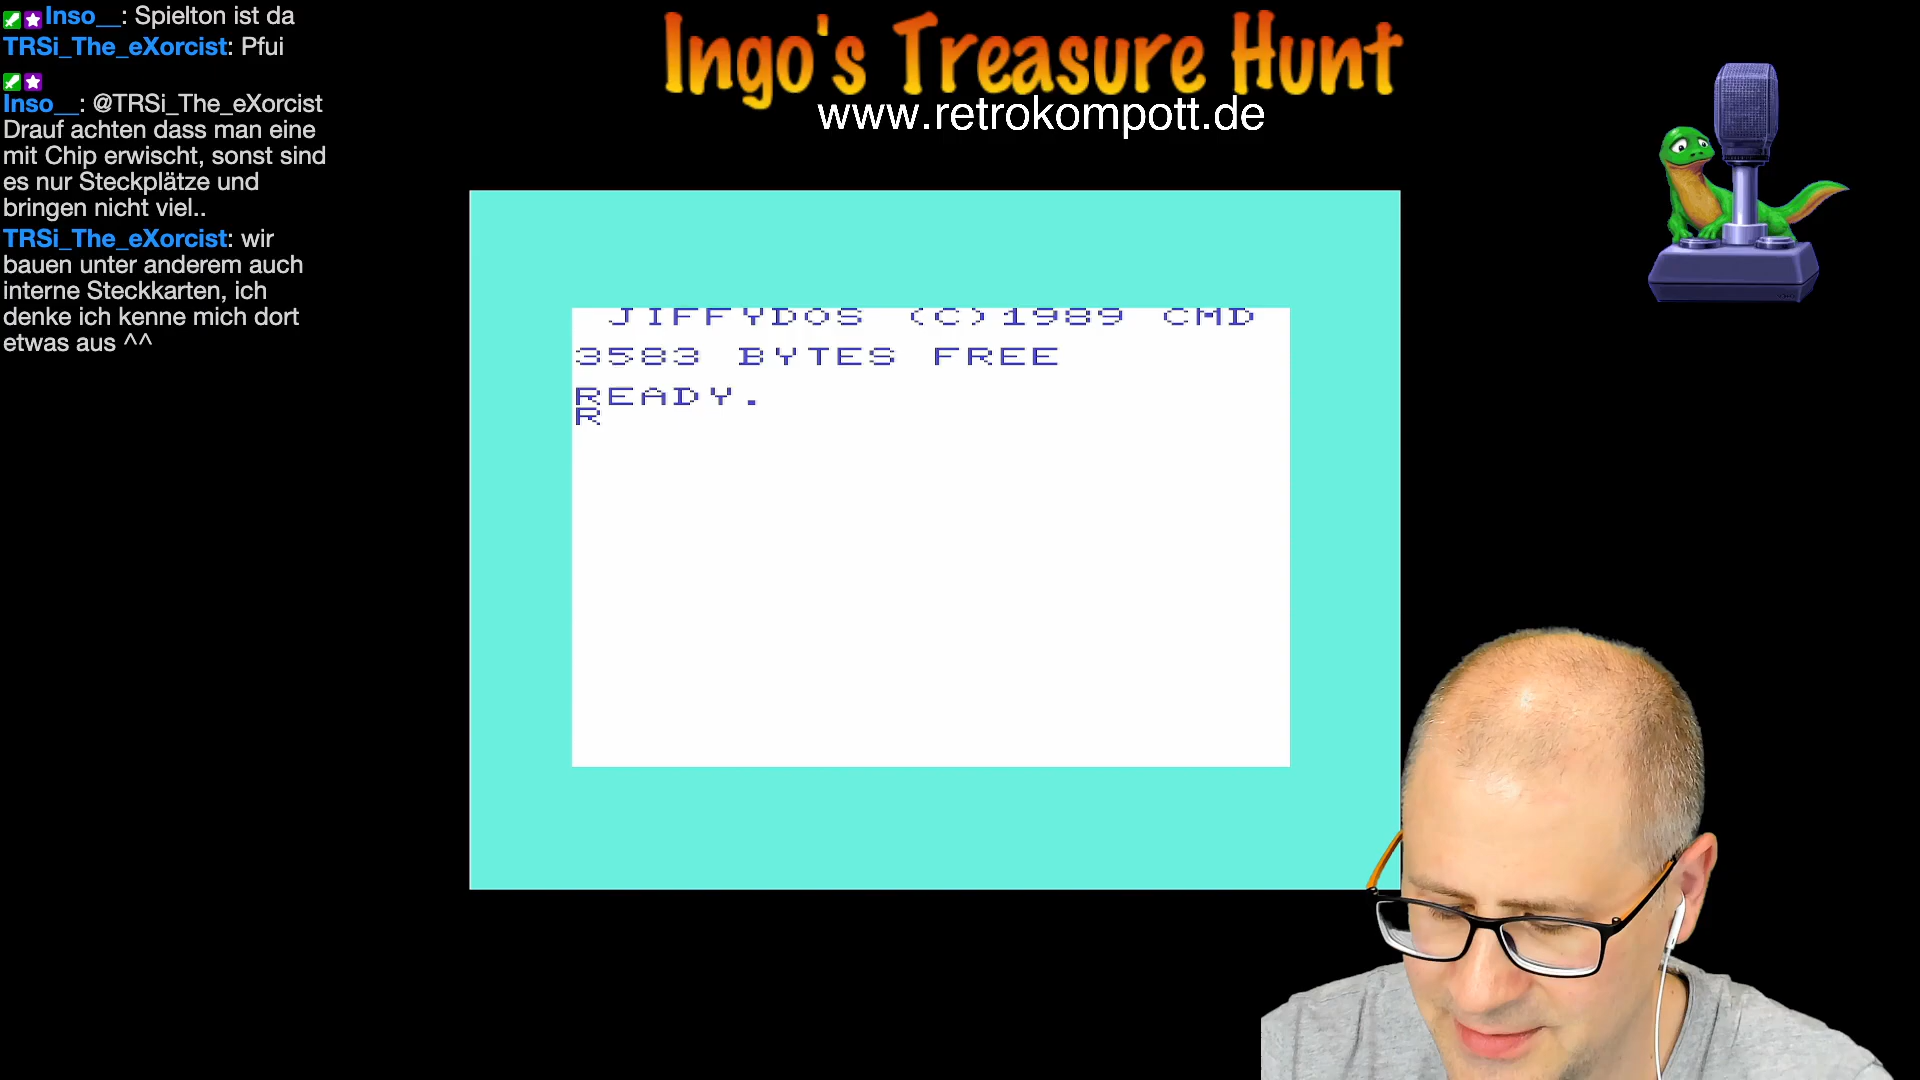 Inso__: Spielton ist da
TRSi_The_eXorcist: Pfui
Inso__: @TRSi_The_eXorcist
Drauf achten dass man eine
mit Chip erwischt, sonst sind
es nur Steckplätze und
bringen nicht viel..
TRSi_The_eXorcist: wir
bauen unter anderem auch
interne Steckkarten, ich
denke ich kenne mich dort
etwas aus ^^
Ingo's Treasure Hunt
www.retrokompott.de
JIFFYDOS (C)1989 CMD
3583 BYTES FREE
READY.
R